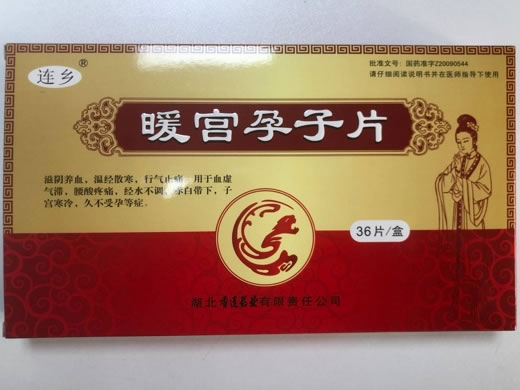 连乡®
批准文号：国药准字Z20090544
请仔细阅读说明书并在医师指导下使用
暖宫孕子片
滋阴养血，温经散寒，行气止痛。用于血虚
气滞，腰酸疼痛，经水不调，赤白带下，子
宫寒冷，久不受孕等症。
36片/盒
湖北香连药业有限责任公司